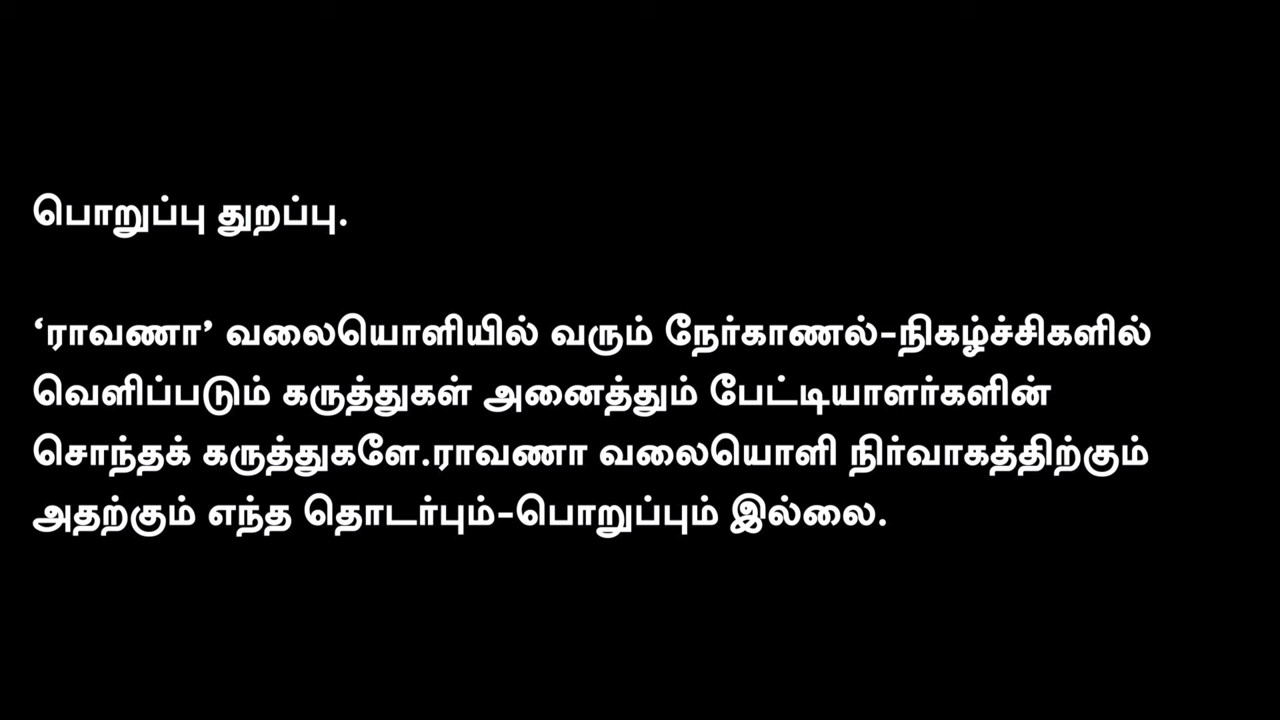 பொறுப்பு துறப்பு.
‘ராவணா’ வலையொளியில் வரும் நேர்காணல்-நிகழ்ச்சிகளில்
வெளிப்படும் கருத்துகள் அனைத்தும் பேட்டியாளர்களின்
சொந்தக் கருத்துகளே.ராவணா வலையொளி நிர்வாகத்திற்கும்
அதற்கும் எந்த தொடர்பும்-பொறுப்பும் இல்லை.